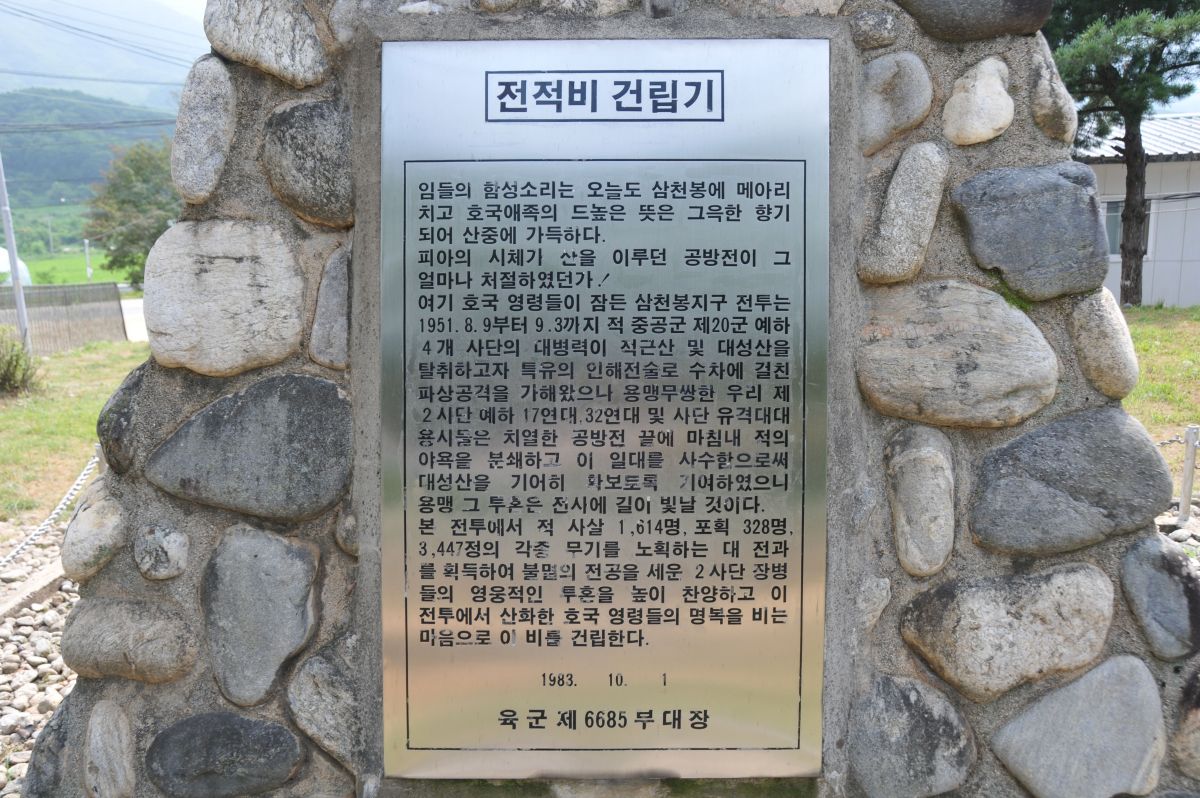 전적비 건립기
임들의 함성소리는 오늘도 삼천봉에 메아리
치고 호국애족의 드높은 뜻은 그윽한 향기
되어 산중에 가득하다.
피아의 시체가 산을 이루던 공방전이 그
얼마나 처절하였던가!
여기 호국 영령들이 잠든 삼천봉지구 전투는
1951. 8. 9부터 9.3까지 적 중공군 제20군 예하
4개 사단의 대병력이 적근산 및 대성산을
탈취하고자 특유의 인해전술로 수차에 걸친
파상공격을 가해왔으나 용맹무쌍한 우리 제
2사단 예하 17연대, 32연대 및 사단 유격대대
용사들은 치열한 공방전 끝에 마침내 적의
야욕을 분쇄하고 이 일대를 사수함으로써
대성산을 기어히 확보토록 기여하였으니
용맹 그 투혼은 전사에 길이 빛날 것이다.
본 전투에서 적 사살 1,614명, 포획 328명,
3,447정의 각종 무기를 노획하는 대 전과
를 획득하여 불멸의 전공을 세운 2사단 장병
들의 영웅적인 투혼을 높이 찬양하고 이
전투에서 산화한 호국 영령들의 명복을 비는
마음으로 이 비를 건립한다.
1983. 10. 1
육군 제 6685 부대장